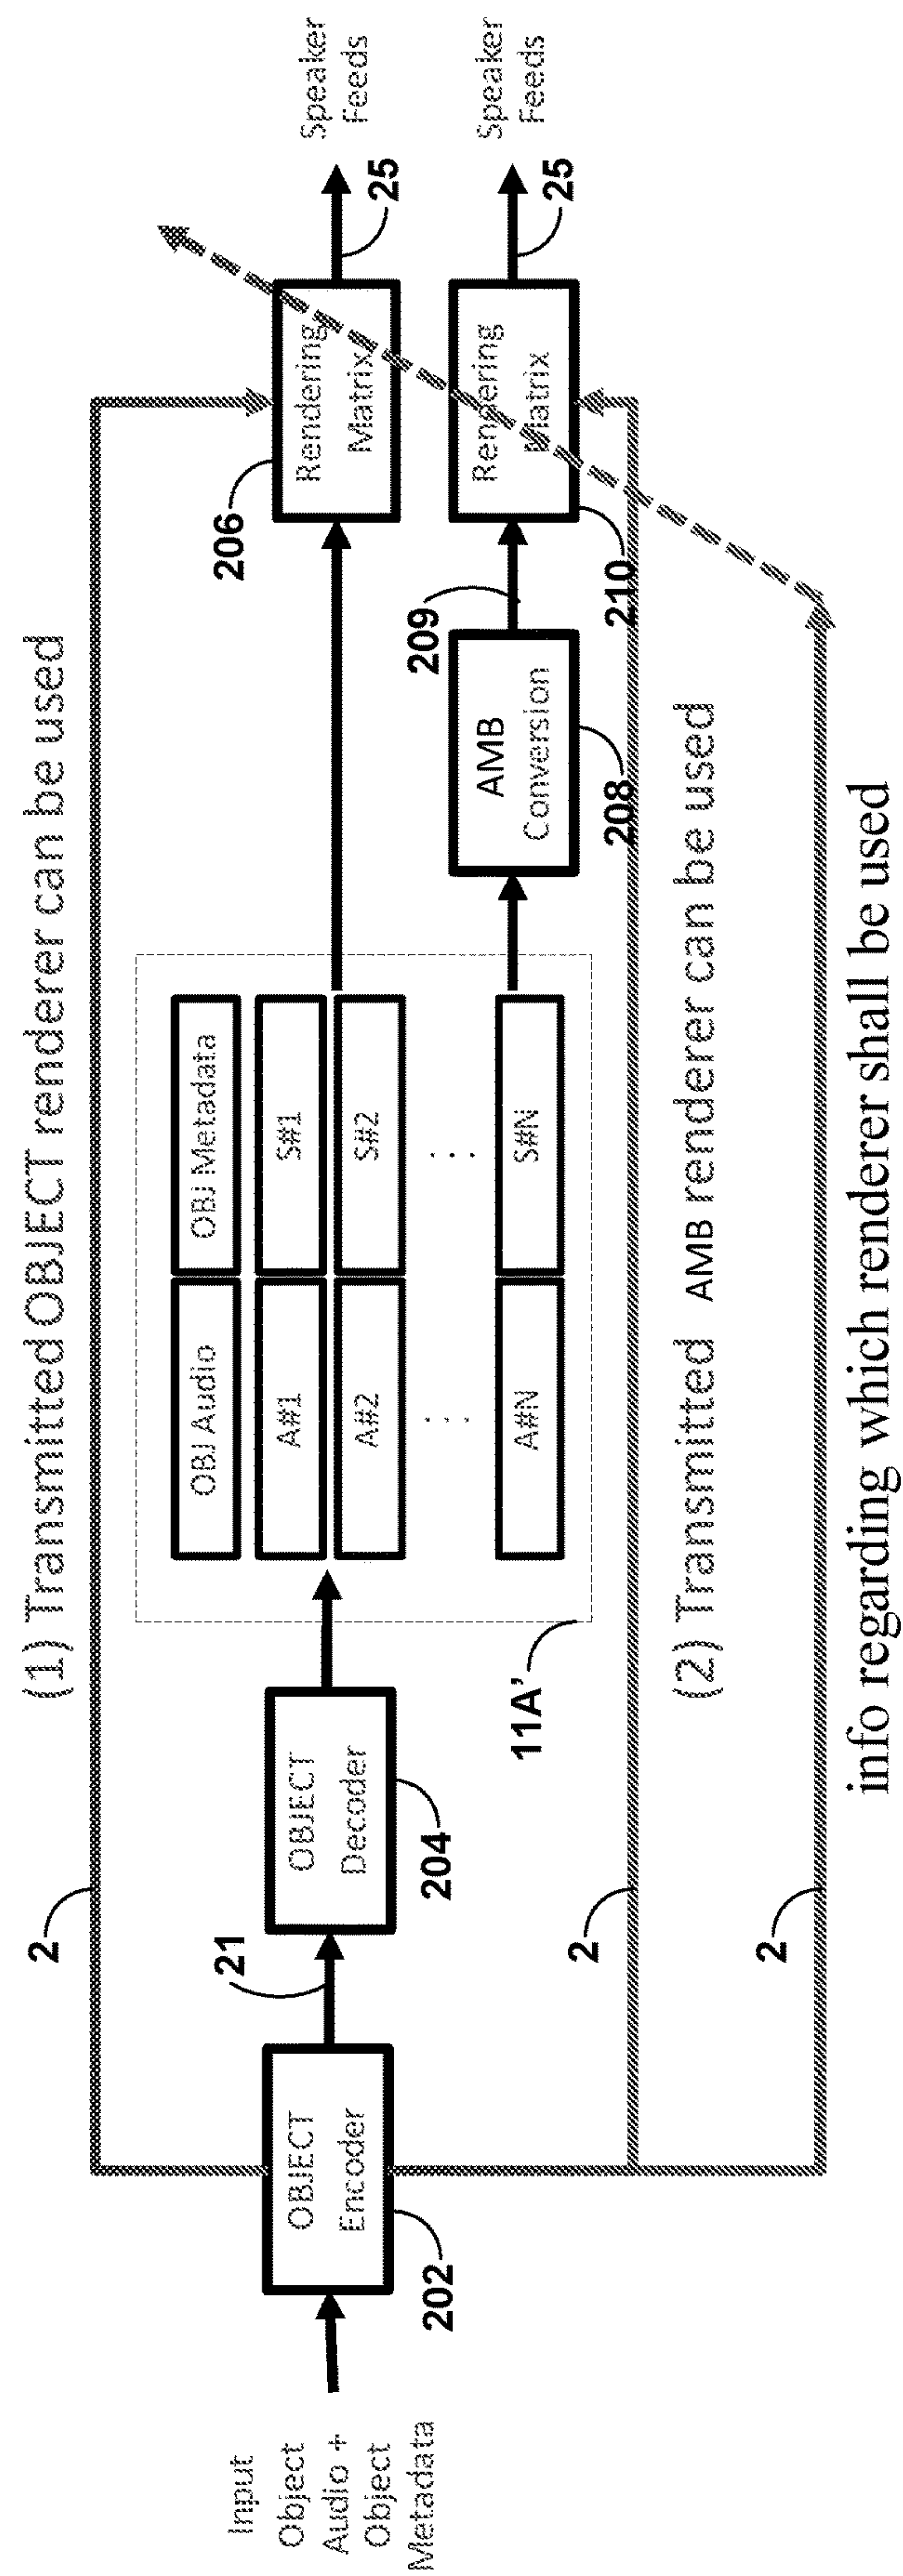 (1) Transmitted OBJECT renderer can be used
2
Input
Object
Audio +
Object
Metadata
OBJECT
Encoder
202
21
OBJECT
Decoder
204
OBJ Audio
OBJ Metadata
A#1
S#1
A#2
S#2
. . .
. . .
A#N
S#N
11A'
206
Rendering
Matrix
25
Speaker
Feeds
AMB
Conversion
208
209
Rendering
Matrix
210
25
Speaker
Feeds
2
(2) Transmitted AMB renderer can be used
2
info regarding which renderer shall be used